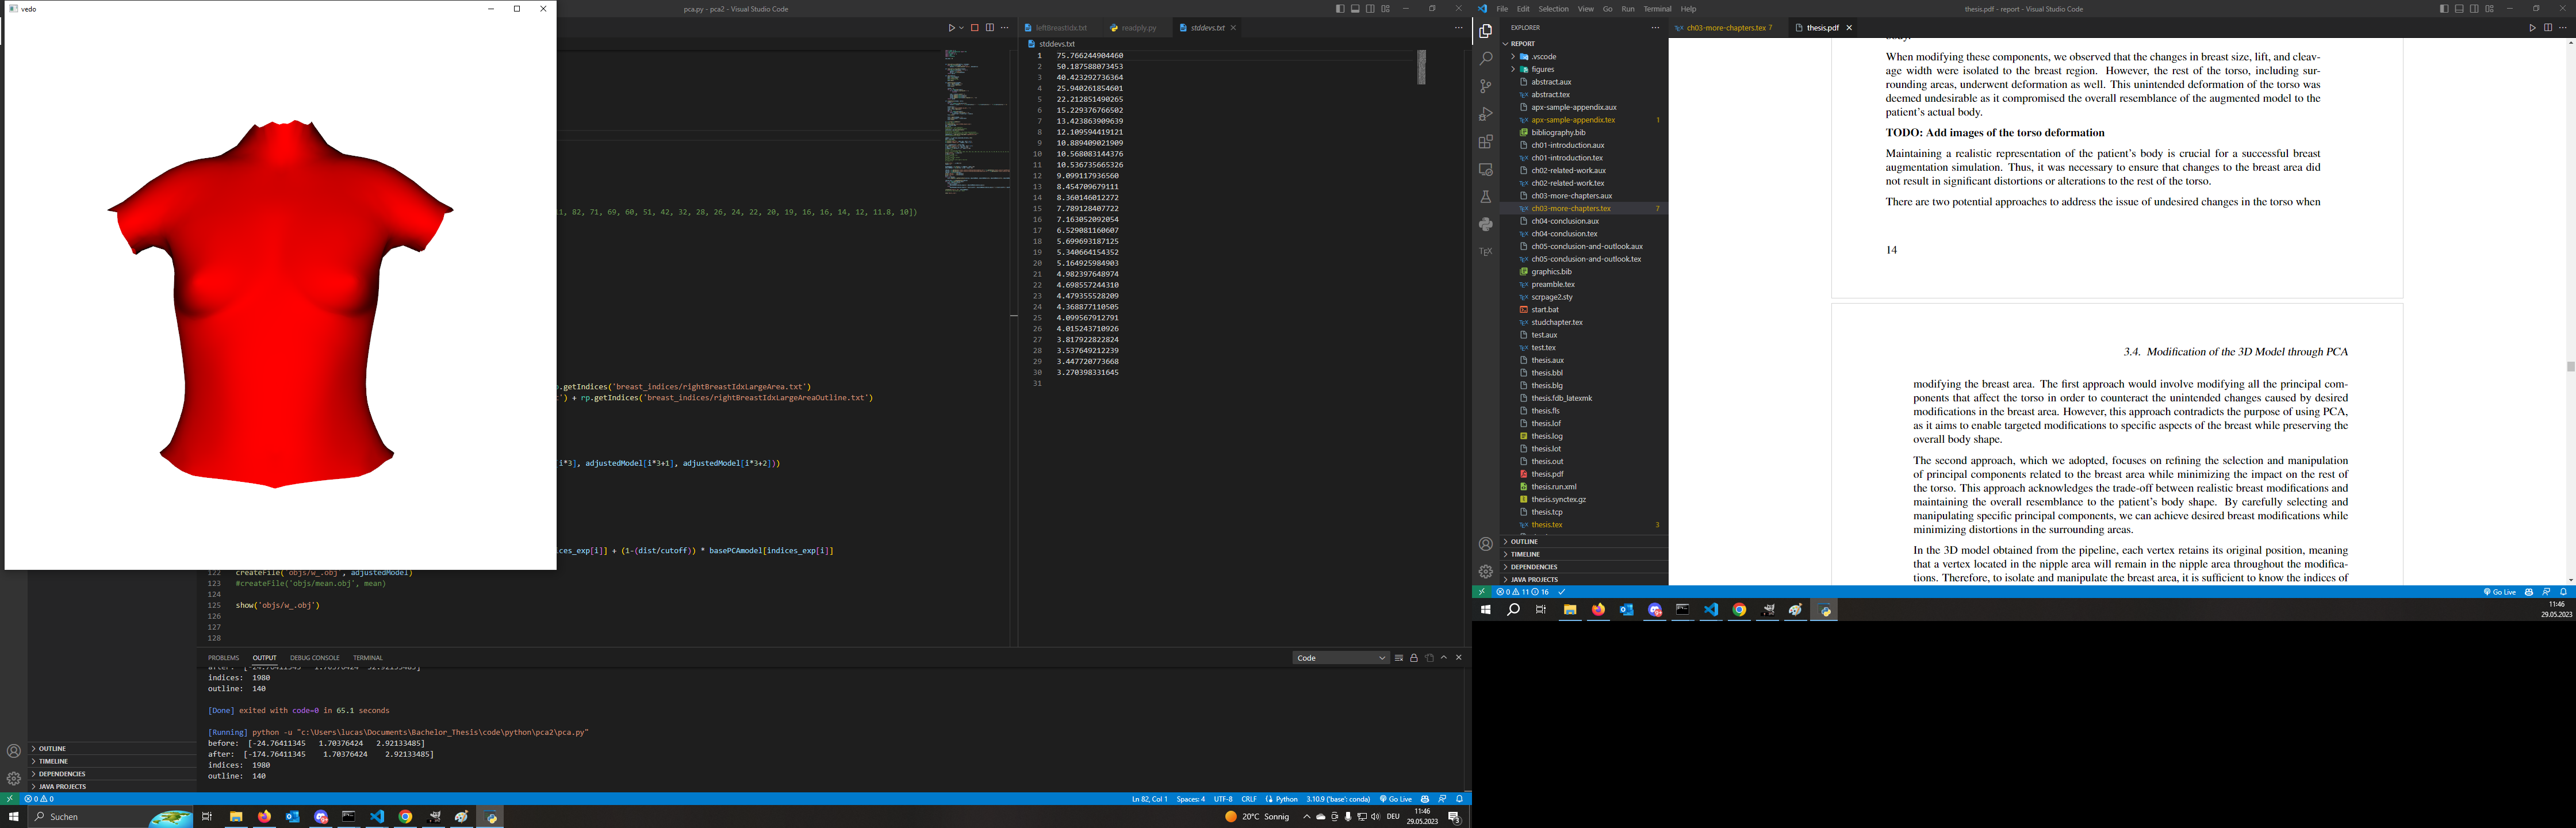 vedo
pca.py - pca2 - Visual Studio Code
leftBreastIdx.txt
readply.py
stddevs.txt
stddevs.txt
1 75.766244904460
2 50.187588073453
3 40.423292736364
4 25.940261854601
5 22.212851490265
6 15.229376766502
7 13.423863909639
8 12.109594419121
9 10.889409021909
10 10.568083144376
11 10.536735665326
12 9.099117936560
13 8.454709679111
14 8.360146012272
15 7.789128407722
16 7.163052092054
17 6.529081160607
18 5.699693187125
19 5.340664154352
20 5.164925984903
21 4.982397648974
22 4.698557244310
23 4.479355528209
24 4.368877110505
25 4.099567912791
26 4.015243710926
27 3.817922822824
28 3.537649212239
29 3.447720773668
30 3.270398331645
31
1, 82, 71, 69, 60, 51, 42, 32, 28, 26, 24, 22, 20, 19, 16, 16, 14, 12, 11.8, 10])
p.getIndices('breast_indices/rightBreastIdxLargeArea.txt')
t') + rp.getIndices('breast_indices/rightBreastIdxLargeAreaOutline.txt')
[i*3], adjustedModel[i*3+1], adjustedModel[i*3+2]))
ices_exp[i]] + (1-(dist/cutoff)) * basePCAmodel[indices_exp[i]]
122 createFile('objs/w_.obj', adjustedModel)
123 #createFile('objs/mean.obj', mean)
124
125 show('objs/w_.obj')
126
127
128
PROBLEMS OUTPUT DEBUG CONSOLE TERMINAL
Code
after: [-24.76411345 1.70376424 52.92133485]
indices: 1980
outline: 140
[Done] exited with code=0 in 65.1 seconds
[Running] python -u "c:\Users\lucas\Documents\Bachelor_Thesis\code\python\pca2\pca.py"
before: [-24.76411345 1.70376424 2.92133485]
after: [-174.76411345 1.70376424 2.92133485]
indices: 1980
outline: 140
OUTLINE
TIMELINE
DEPENDENCIES
JAVA PROJECTS
0 0
Ln 82, Col 1 Spaces: 4 UTF-8 CRLF Python 3.10.9 ('base': conda) Go Live
Suchen
20°C Sonnig
DEU
11:46
29.05.2023
3
File Edit Selection View Go Run Terminal Help
thesis.pdf - report - Visual Studio Code
EXPLORER
REPORT
.vscode
figures
abstract.aux
abstract.tex
apx-sample-appendix.aux
apx-sample-appendix.tex 1
bibliography.bib
ch01-introduction.aux
ch01-introduction.tex
ch02-related-work.aux
ch02-related-work.tex
ch03-more-chapters.aux
ch03-more-chapters.tex 7
ch04-conclusion.aux
ch04-conclusion.tex
ch05-conclusion-and-outlook.aux
ch05-conclusion-and-outlook.tex
graphics.bib
preamble.tex
scrpage2.sty
start.bat
studchapter.tex
test.aux
test.tex
thesis.aux
thesis.bbl
thesis.blg
thesis.fdb_latexmk
thesis.fls
thesis.lof
thesis.log
thesis.lot
thesis.out
thesis.pdf
thesis.run.xml
thesis.synctex.gz
thesis.tcp
thesis.tex 3
OUTLINE
TIMELINE
DEPENDENCIES
JAVA PROJECTS
ch03-more-chapters.tex 7
thesis.pdf
body.
When modifying these components, we observed that the changes in breast size, lift, and cleav-
age width were isolated to the breast region. However, the rest of the torso, including sur-
rounding areas, underwent deformation as well. This unintended deformation of the torso was
deemed undesirable as it compromised the overall resemblance of the augmented model to the
patient's actual body.
TODO: Add images of the torso deformation
Maintaining a realistic representation of the patient's body is crucial for a successful breast
augmentation simulation. Thus, it was necessary to ensure that changes to the breast area did
not result in significant distortions or alterations to the rest of the torso.
There are two potential approaches to address the issue of undesired changes in the torso when
14
3.4. Modification of the 3D Model through PCA
modifying the breast area. The first approach would involve modifying all the principal com-
ponents that affect the torso in order to counteract the unintended changes caused by desired
modifications in the breast area. However, this approach contradicts the purpose of using PCA,
as it aims to enable targeted modifications to specific aspects of the breast while preserving the
overall body shape.
The second approach, which we adopted, focuses on refining the selection and manipulation
of principal components related to the breast area while minimizing the impact on the rest of
the torso. This approach acknowledges the trade-off between realistic breast modifications and
maintaining the overall resemblance to the patient's body shape. By carefully selecting and
manipulating specific principal components, we can achieve desired breast modifications while
minimizing distortions in the surrounding areas.
In the 3D model obtained from the pipeline, each vertex retains its original position, meaning
that a vertex located in the nipple area will remain in the nipple area throughout the modifica-
tions. Therefore, to isolate and manipulate the breast area, it is sufficient to know the indices of
0 11 16
Go Live
11:46
29.05.2023